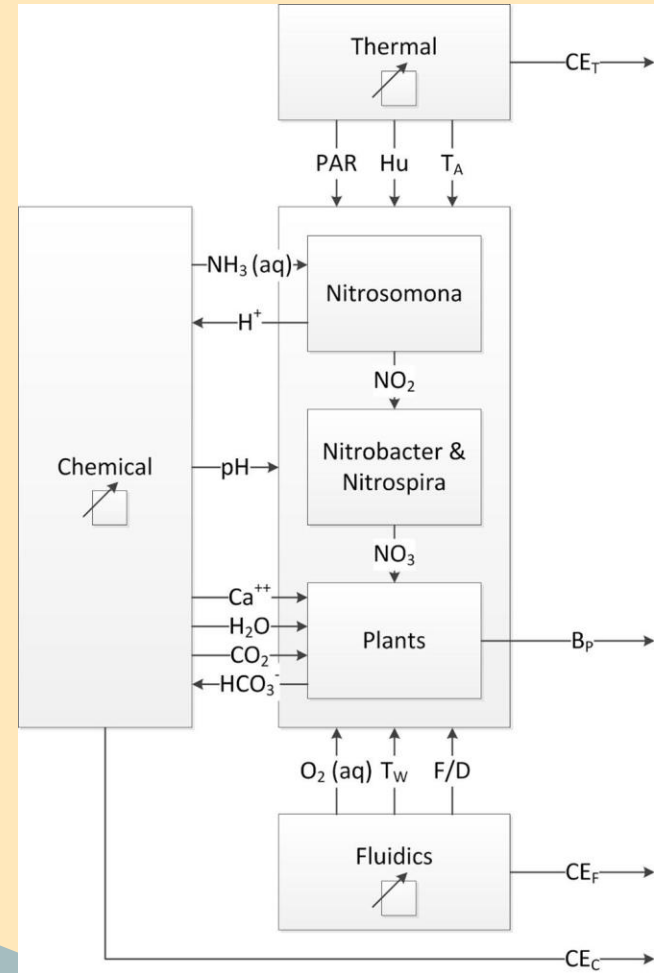 Thermal
CE_T
PAR Hu T_A
NH₃ (aq)
Nitrosomona
H⁺
NO₂
Chemical
pH
Nitrobacter &
Nitrospira
NO₃
Ca⁺⁺
H₂O
CO₂
HCO₃⁻
Plants
B_P
O₂ (aq) T_W F/D
Fluidics
CE_F
CE_C